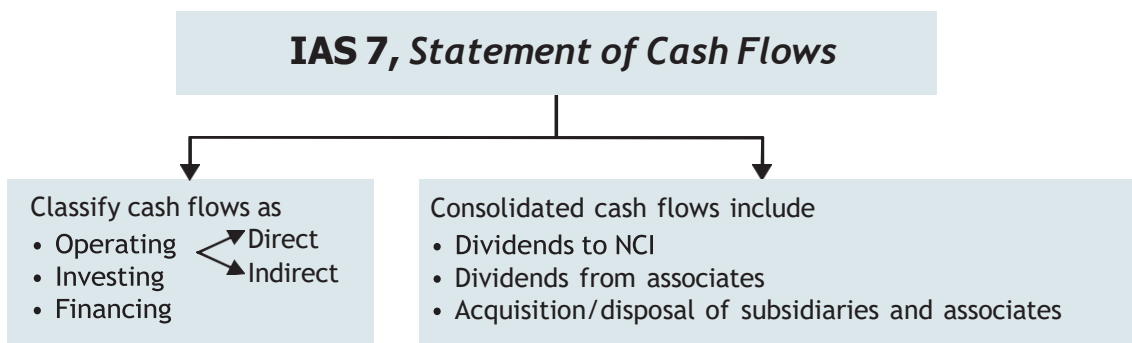 IAS 7, Statement of Cash Flows
Classify cash flows as
• Operating
Direct
• Investing
Indirect
• Financing
Consolidated cash flows include
• Dividends to NCI
• Dividends from associates
• Acquisition/disposal of subsidiaries and associates